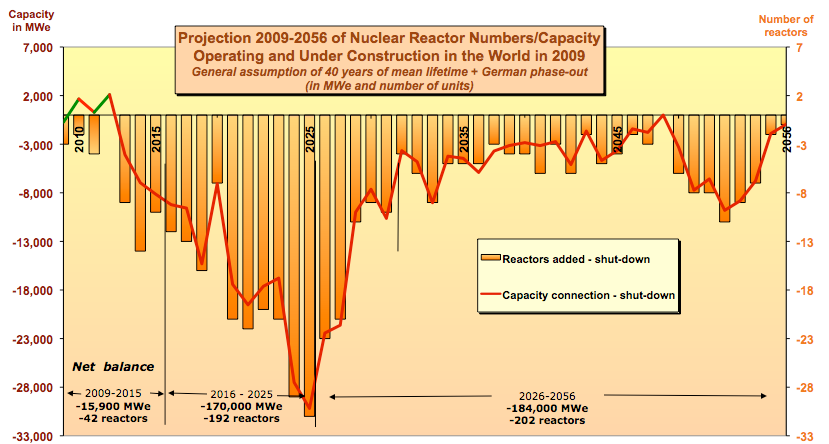 Capacity
in MWe
Number of
reactors
Projection 2009-2056 of Nuclear Reactor Numbers/Capacity
Operating and Under Construction in the World in 2009
General assumption of 40 years of mean lifetime + German phase-out
(in MWe and number of units)
7,000
7
2,000
2
-3,000
-3
-8,000
-8
-13,000
-13
-18,000
-18
-23,000
-23
-28,000
-28
-33,000
-33
2010
2015
2025
2035
2045
2056
Reactors added - shut-down
Capacity connection - shut-down
Net balance
2009-2015
-15,900 MWe
-42 reactors
2016 - 2025
-170,000 MWe
-192 reactors
2026-2056
-184,000 MWe
-202 reactors